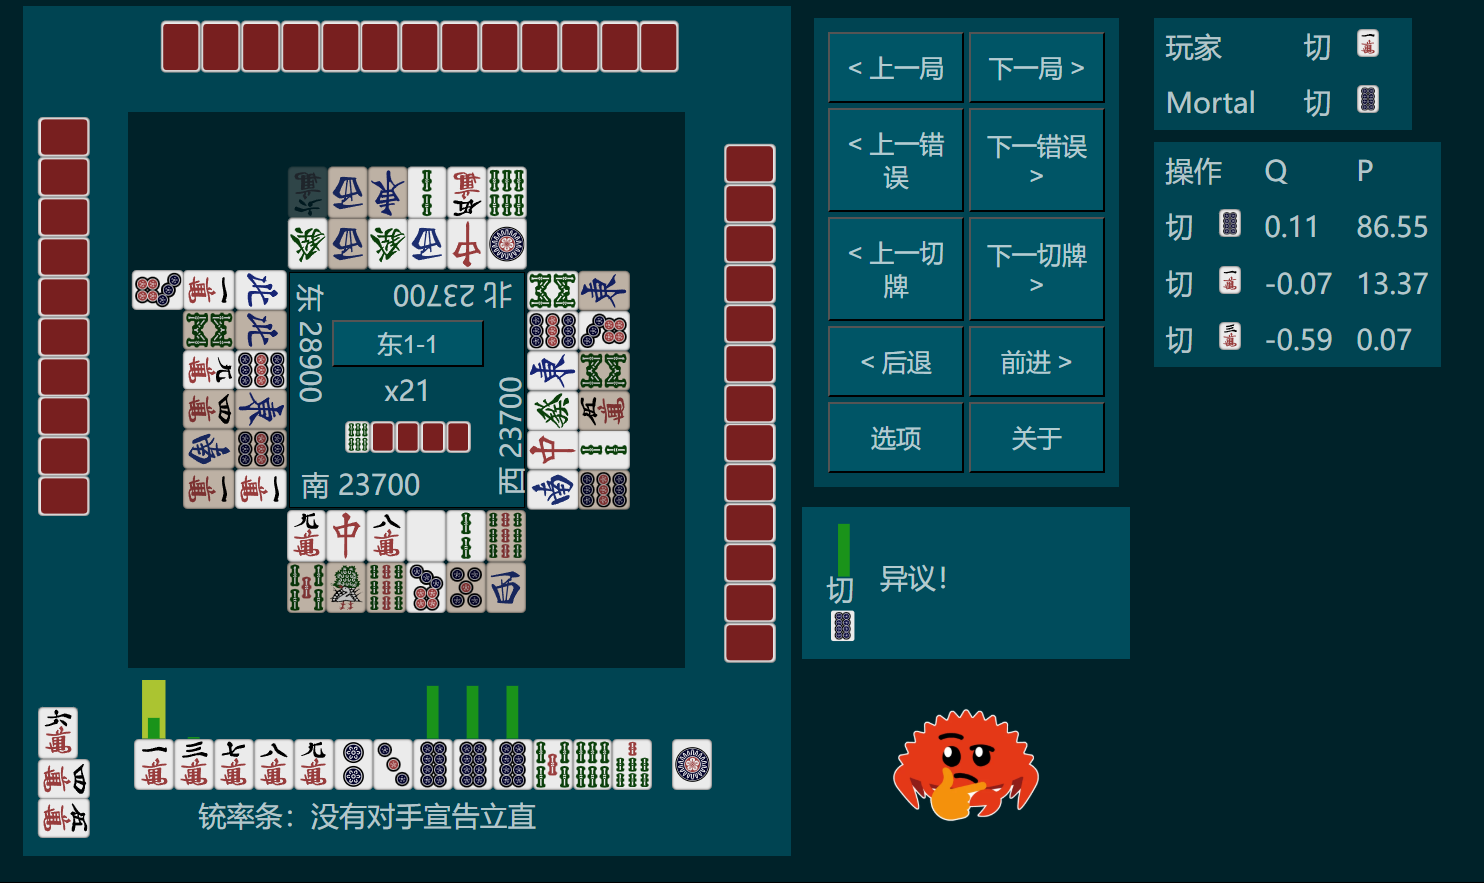 北 23700
东 28900
东1-1
x21
西 23700
南 23700
铳率条：没有对手宣告立直
< 上一局
下一局 >
< 上一错误
下一错误 >
< 上一切牌
下一切牌 >
< 后退
前进 >
选项
关于
切
异议！
玩家 切
Mortal 切
操作 Q P
切 0.11 86.55
切 -0.07 13.37
切 -0.59 0.07